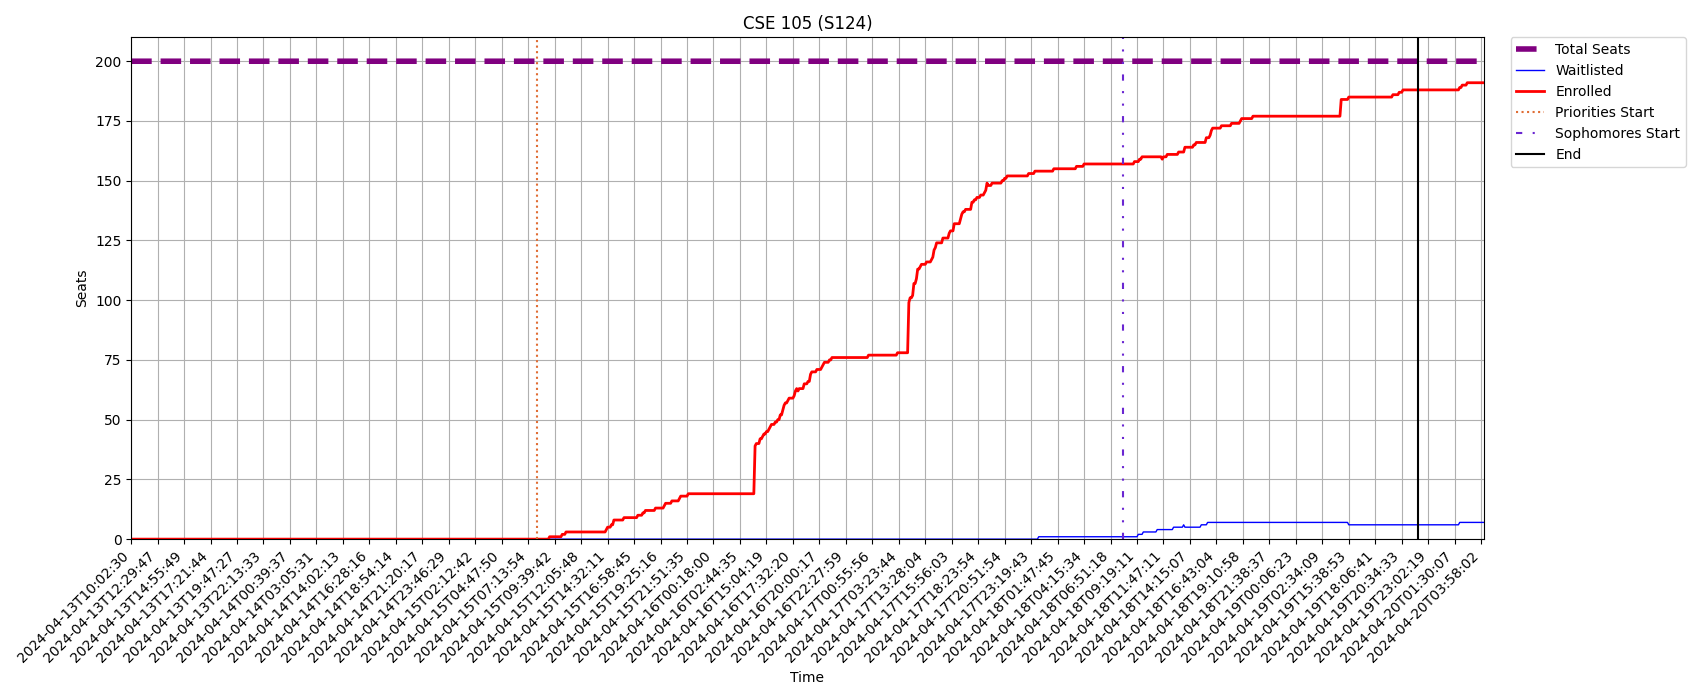 CSE 105 (S124)
Total Seats
Waitlisted
Enrolled
Priorities Start
Sophomores Start
End
200
175
150
125
100
75
50
25
0
Seats
2024-04-13T10:02:30
2024-04-13T12:29:47
2024-04-13T14:55:49
2024-04-13T17:21:44
2024-04-13T19:47:27
2024-04-13T22:13:33
2024-04-14T00:39:37
2024-04-14T03:05:31
2024-04-14T14:02:13
2024-04-14T16:28:16
2024-04-14T18:54:14
2024-04-14T21:20:17
2024-04-14T23:46:29
2024-04-15T02:12:42
2024-04-15T04:47:50
2024-04-15T07:13:54
2024-04-15T09:39:42
2024-04-15T12:05:48
2024-04-15T14:32:11
2024-04-15T16:58:45
2024-04-15T19:25:16
2024-04-15T21:51:35
2024-04-16T00:18:00
2024-04-16T02:44:35
2024-04-16T15:04:19
2024-04-16T17:32:20
2024-04-16T20:00:17
2024-04-16T22:27:59
2024-04-17T00:55:56
2024-04-17T03:23:44
2024-04-17T13:28:04
2024-04-17T15:56:03
2024-04-17T18:23:54
2024-04-17T20:51:54
2024-04-17T23:19:43
2024-04-18T01:47:45
2024-04-18T04:15:34
2024-04-18T06:51:18
2024-04-18T09:19:11
2024-04-18T11:47:11
2024-04-18T14:15:07
2024-04-18T16:43:04
2024-04-18T19:10:58
2024-04-18T21:38:37
2024-04-19T00:06:23
2024-04-19T02:34:09
2024-04-19T15:38:53
2024-04-19T18:06:41
2024-04-19T20:34:33
2024-04-19T23:02:19
2024-04-20T01:30:07
2024-04-20T03:58:02
Time